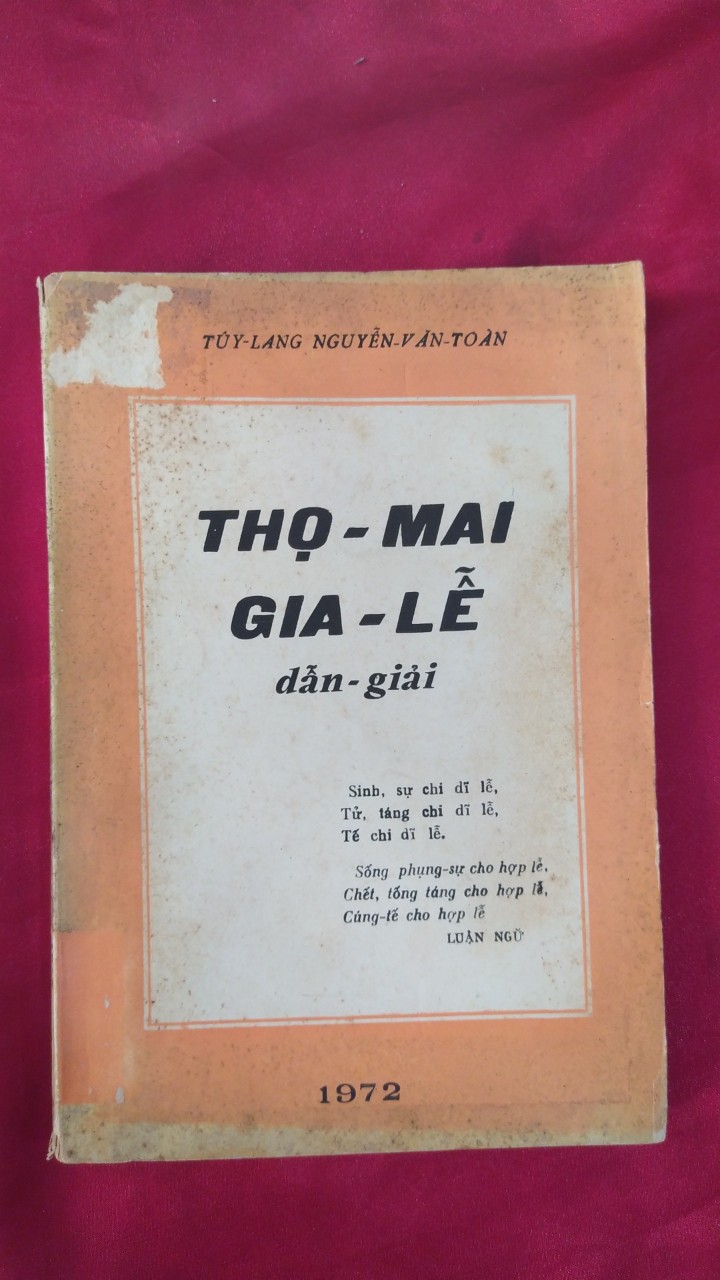 TÚY-LANG NGUYỄN-VĂN-TOÀN
THỌ-MAI
GIA-LỄ
dẫn-giải
Sinh, sự chi dĩ lễ,
Tử, táng chi dĩ lễ,
Tế chi dĩ lễ.
Sống phụng-sự cho hợp lễ,
Chết, tống táng cho hợp lễ,
Cúng-tế cho hợp lễ
LUẬN NGỮ
1972